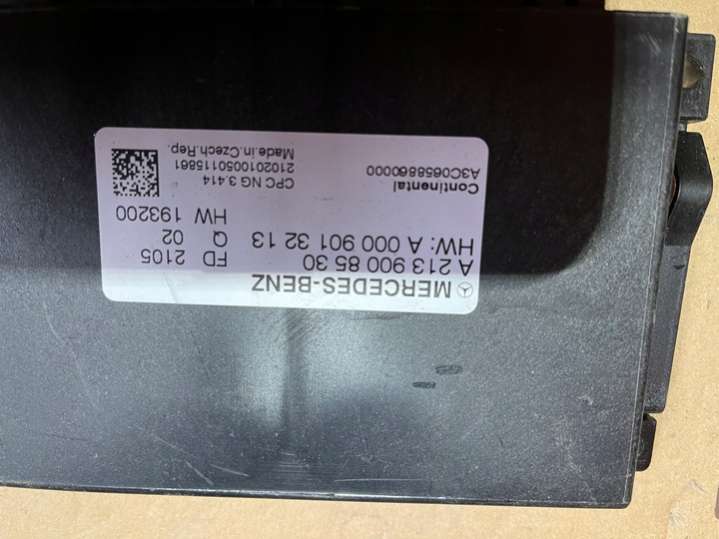 MERCEDES-BENZ
A 213 900 85 30 FD 2105
HW: A 000 901 32 13 Q 02
HW 193200
Continental CPC NG 3.414
A3C0658860000 2102010050115861
Made.in.Czech.Rep.